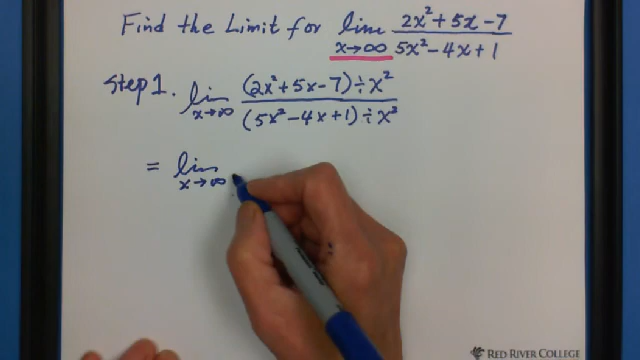 Find the Limit for lim x→∞ (2x² + 5x - 7)/(5x² - 4x + 1)
Step 1. lim x→∞ ((2x² + 5x - 7) ÷ x²)/((5x² - 4x + 1) ÷ x²)
= lim x→∞
RED RIVER COLLEGE